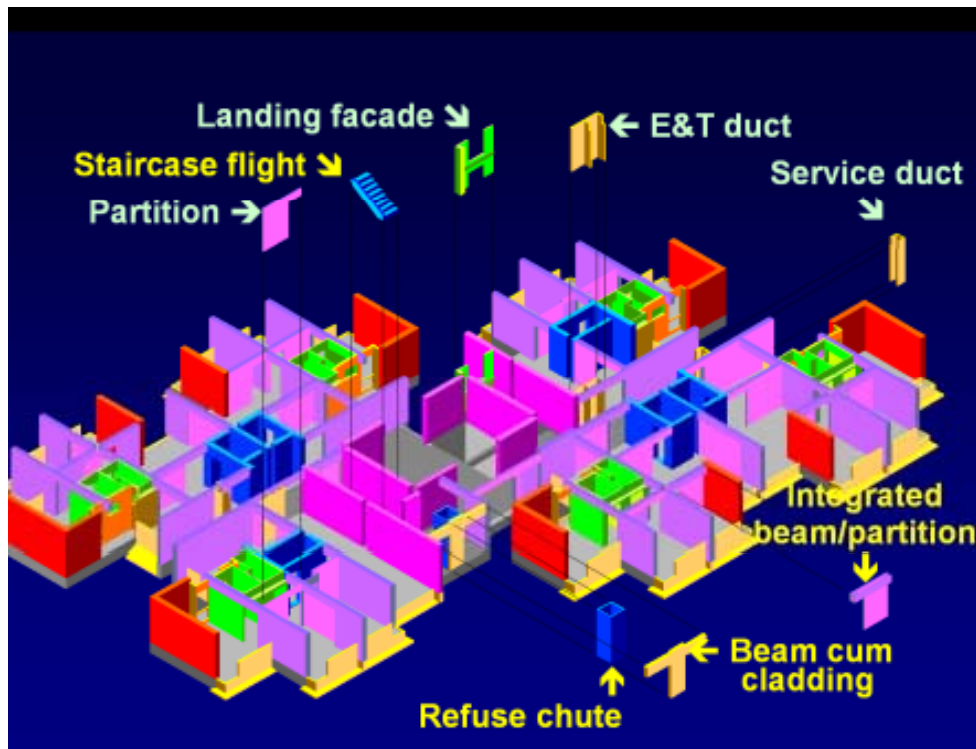 Landing facade
E&T duct
Staircase flight
Service duct
Partition
Integrated
beam/partition
Beam cum
cladding
Refuse chute